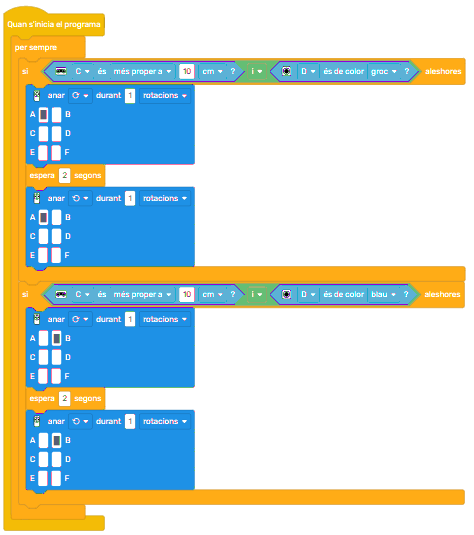 Quan s'inicia el programa
per sempre
si C és més proper a 10 cm ? i D és de color groc ? aleshores
anar durant 1 rotacions
A B
C D
E F
espera 2 segons
anar durant 1 rotacions
A B
C D
E F
si C és més proper a 10 cm ? i D és de color blau ? aleshores
anar durant 1 rotacions
A B
C D
E F
espera 2 segons
anar durant 1 rotacions
A B
C D
E F